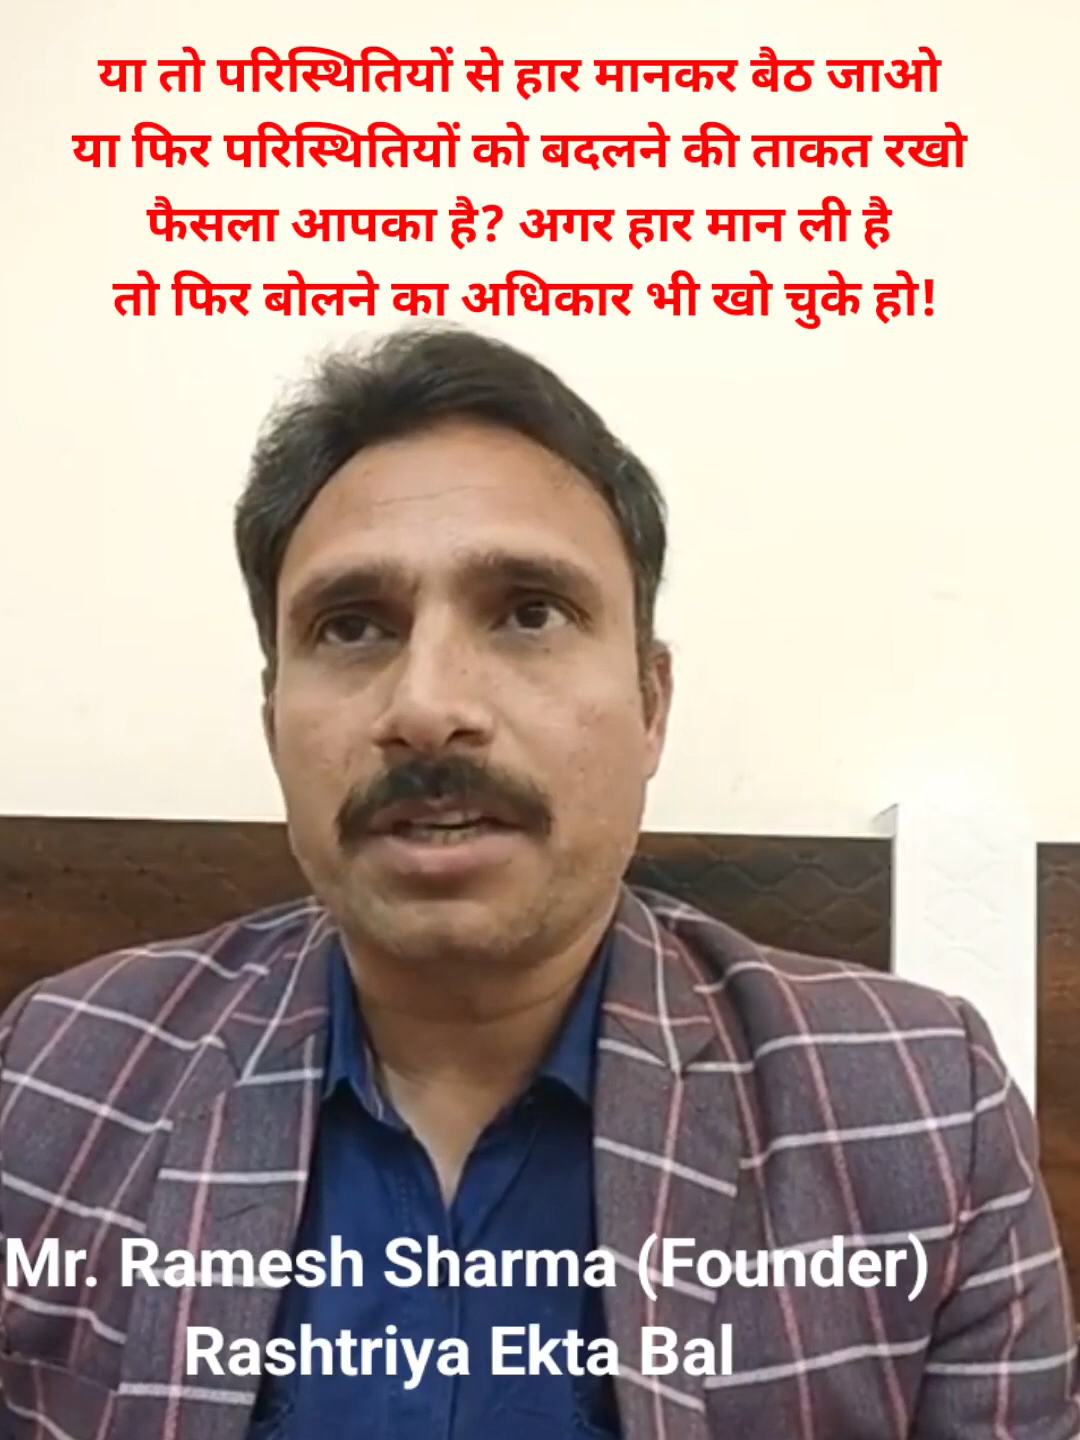 या तो परिस्थितियों से हार मानकर बैठ जाओ
या फिर परिस्थितियों को बदलने की ताकत रखो
फैसला आपका है? अगर हार मान ली है
तो फिर बोलने का अधिकार भी खो चुके हो!
Mr. Ramesh Sharma (Founder)
Rashtriya Ekta Bal